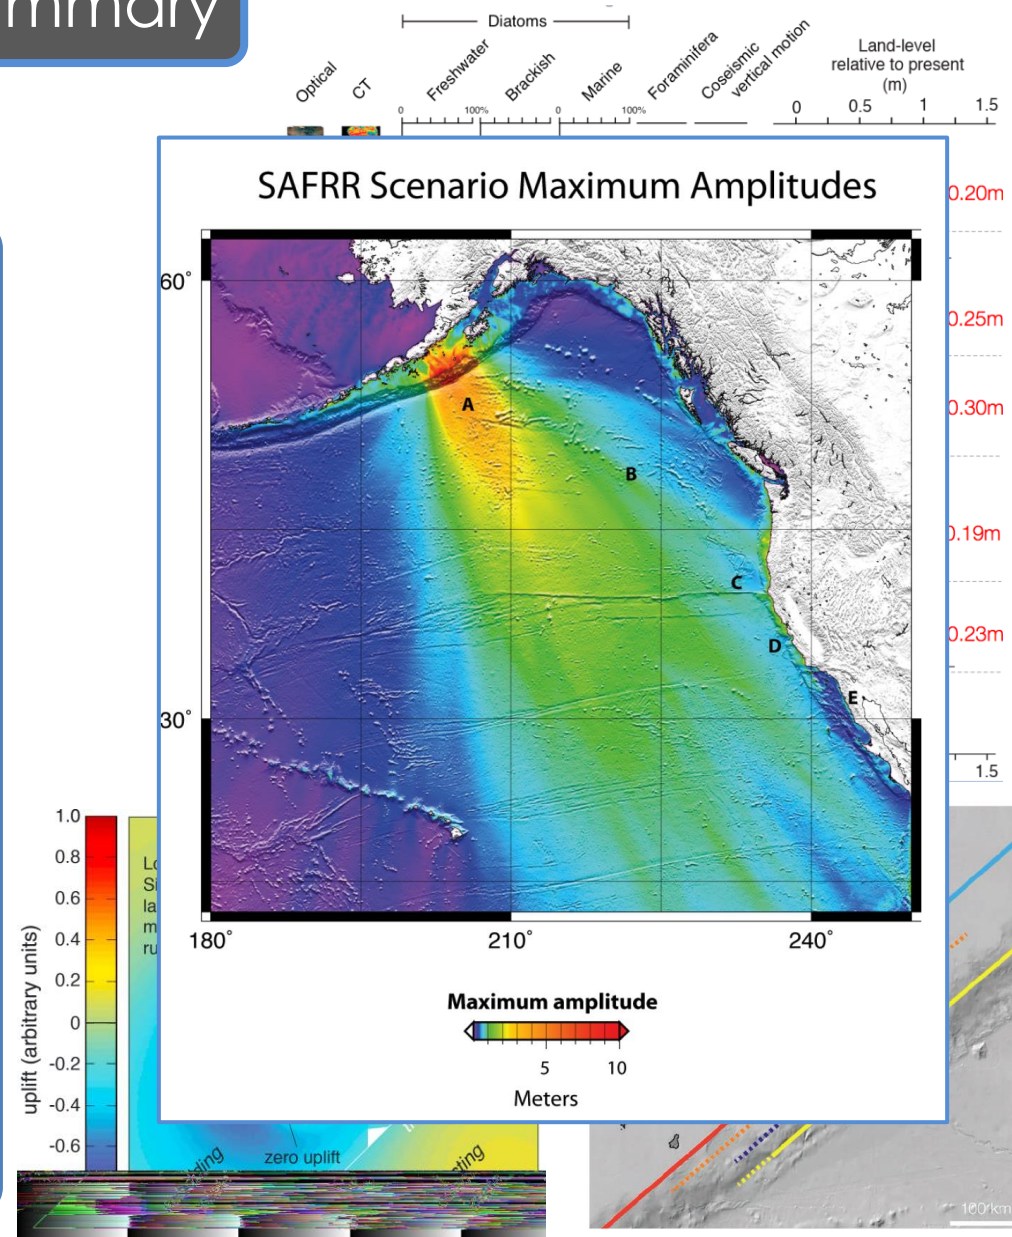 mmary
Diatoms
Optical
CT
Freshwater
Brackish
Marine
Foraminifera
Coseismic
vertical motion
Land-level
relative to present
(m)
0 100% 0 100%
0 0.5 1 1.5
SAFRR Scenario Maximum Amplitudes
60°
30°
180° 210° 240°
A
B
C
D
E
Maximum amplitude
5 10
Meters
0.20m
0.25m
0.30m
0.19m
0.23m
1.5
1.0
0.8
0.6
0.4
0.2
0
-0.2
-0.4
-0.6
uplift (arbitrary units)
zero uplift
100 km